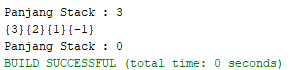 Panjang Stack : 3
{3}{2}{1}{-1}
Panjang Stack : 0
BUILD SUCCESSFUL (total time: 0 seconds)